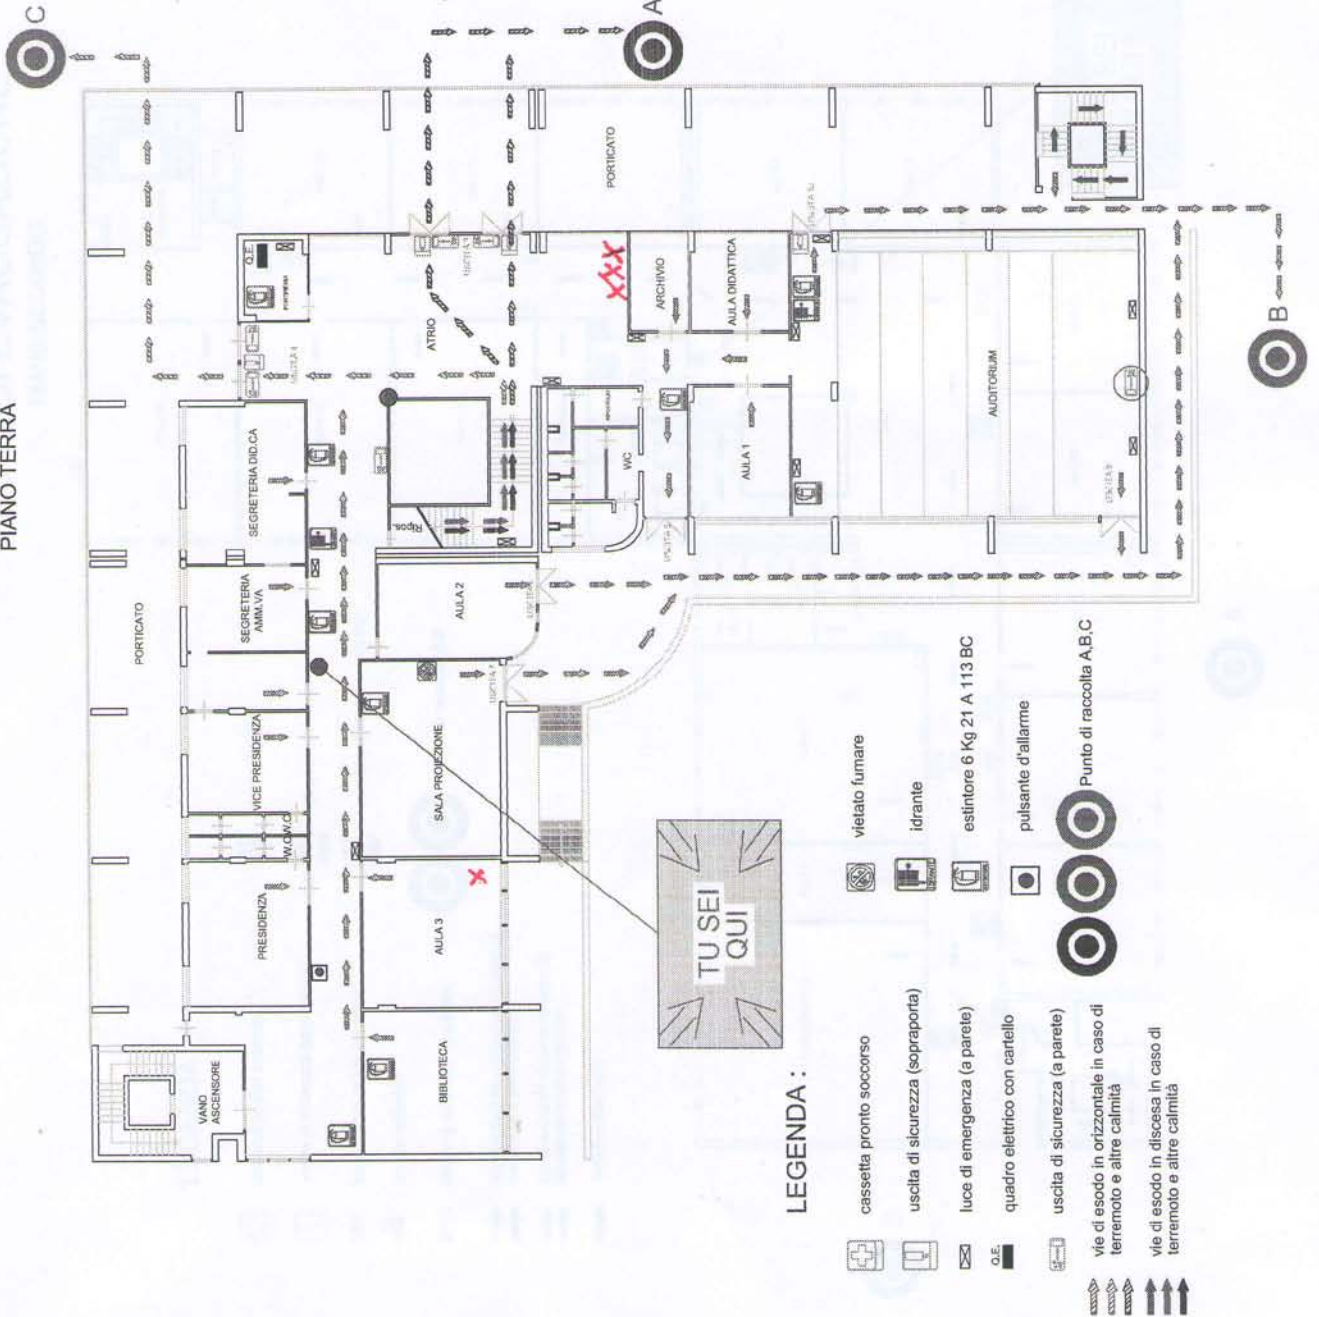 PIANO TERRA
C
A
B
PORTICATO
PORTICATO
VANO
ASCENSORE
PRESIDENZA
W.C.
W.C.
VICE PRESIDENZA
SEGRETERIA
AMM.VA
SEGRETERIA DID.CA
Q.E.
PORTINERIA
ATRIO
Ripos.
BIBLIOTECA
AULA 3
SALA PROIEZIONE
AULA 2
WC
ARCHIVIO
AULA DIDATTICA
AULA 1
AUDITORIUM
XXX
X
TU SEI
QUI
LEGENDA :
cassetta pronto soccorso
uscita di sicurezza (sopraporta)
luce di emergenza (a parete)
Q.E.
quadro elettrico con cartello
uscita di sicurezza (a parete)
vie di esodo in orizzontale in caso di
terremoto e altre calmità
vie di esodo in discesa in caso di
terremoto e altre calmità
vietato fumare
idrante
estintore 6 Kg 21 A 113 BC
pulsante d'allarme
Punto di raccolta A,B,C